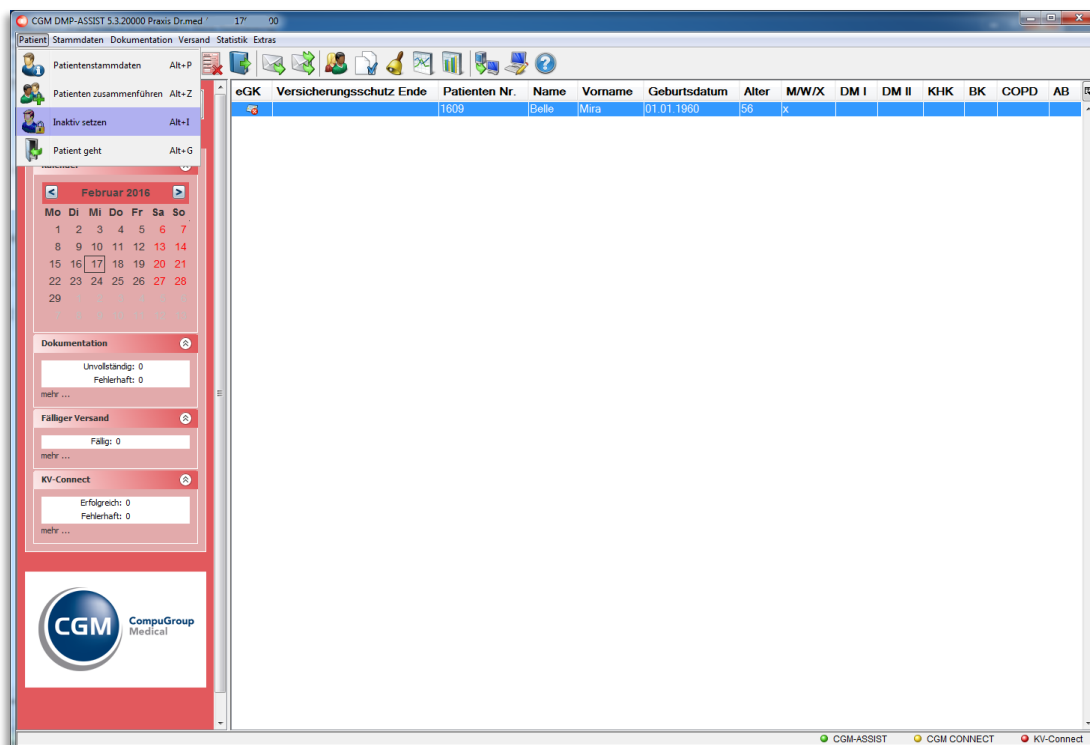 CGM DMP-ASSIST 5.3.20000 Praxis Dr.med 17 00
Patient Stammdaten Dokumentation Versand Statistik Extras
Patientenstammdaten Alt+P
Patienten zusammenführen Alt+Z
Inaktiv setzen Alt+I
Patient geht Alt+G
eGK Versicherungsschutz Ende Patienten Nr. Name Vorname Geburtsdatum Alter M/W/X DM I DM II KHK BK COPD AB
1609 Belle Mira 01.01.1960 56 x
Kalender
Februar 2016
Mo Di Mi Do Fr Sa So
1 2 3 4 5 6 7
8 9 10 11 12 13 14
15 16 17 18 19 20 21
22 23 24 25 26 27 28
29
Dokumentation
Unvollständig: 0
Fehlerhaft: 0
mehr ...
Fälliger Versand
Fällig: 0
mehr ...
KV-Connect
Erfolgreich: 0
Fehlerhaft: 0
mehr ...
CGM CompuGroup
Medical
CGM-ASSIST CGM CONNECT KV-Connect